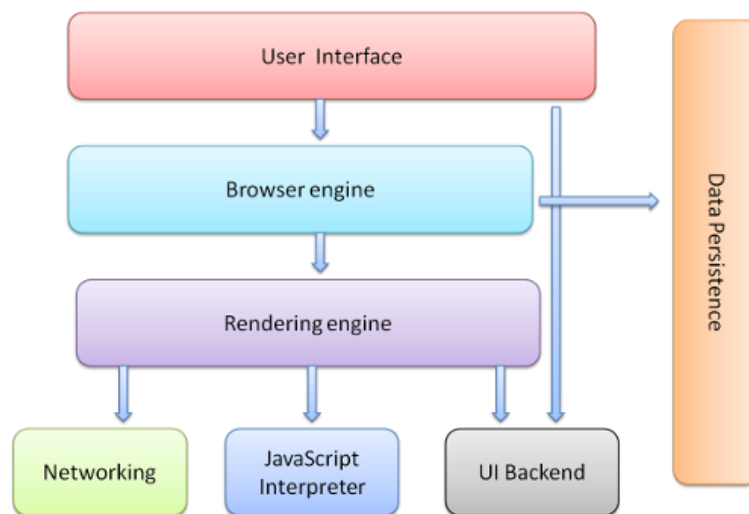 User Interface
Browser engine
Data Persistence
Rendering engine
Networking
JavaScript
Interpreter
UI Backend